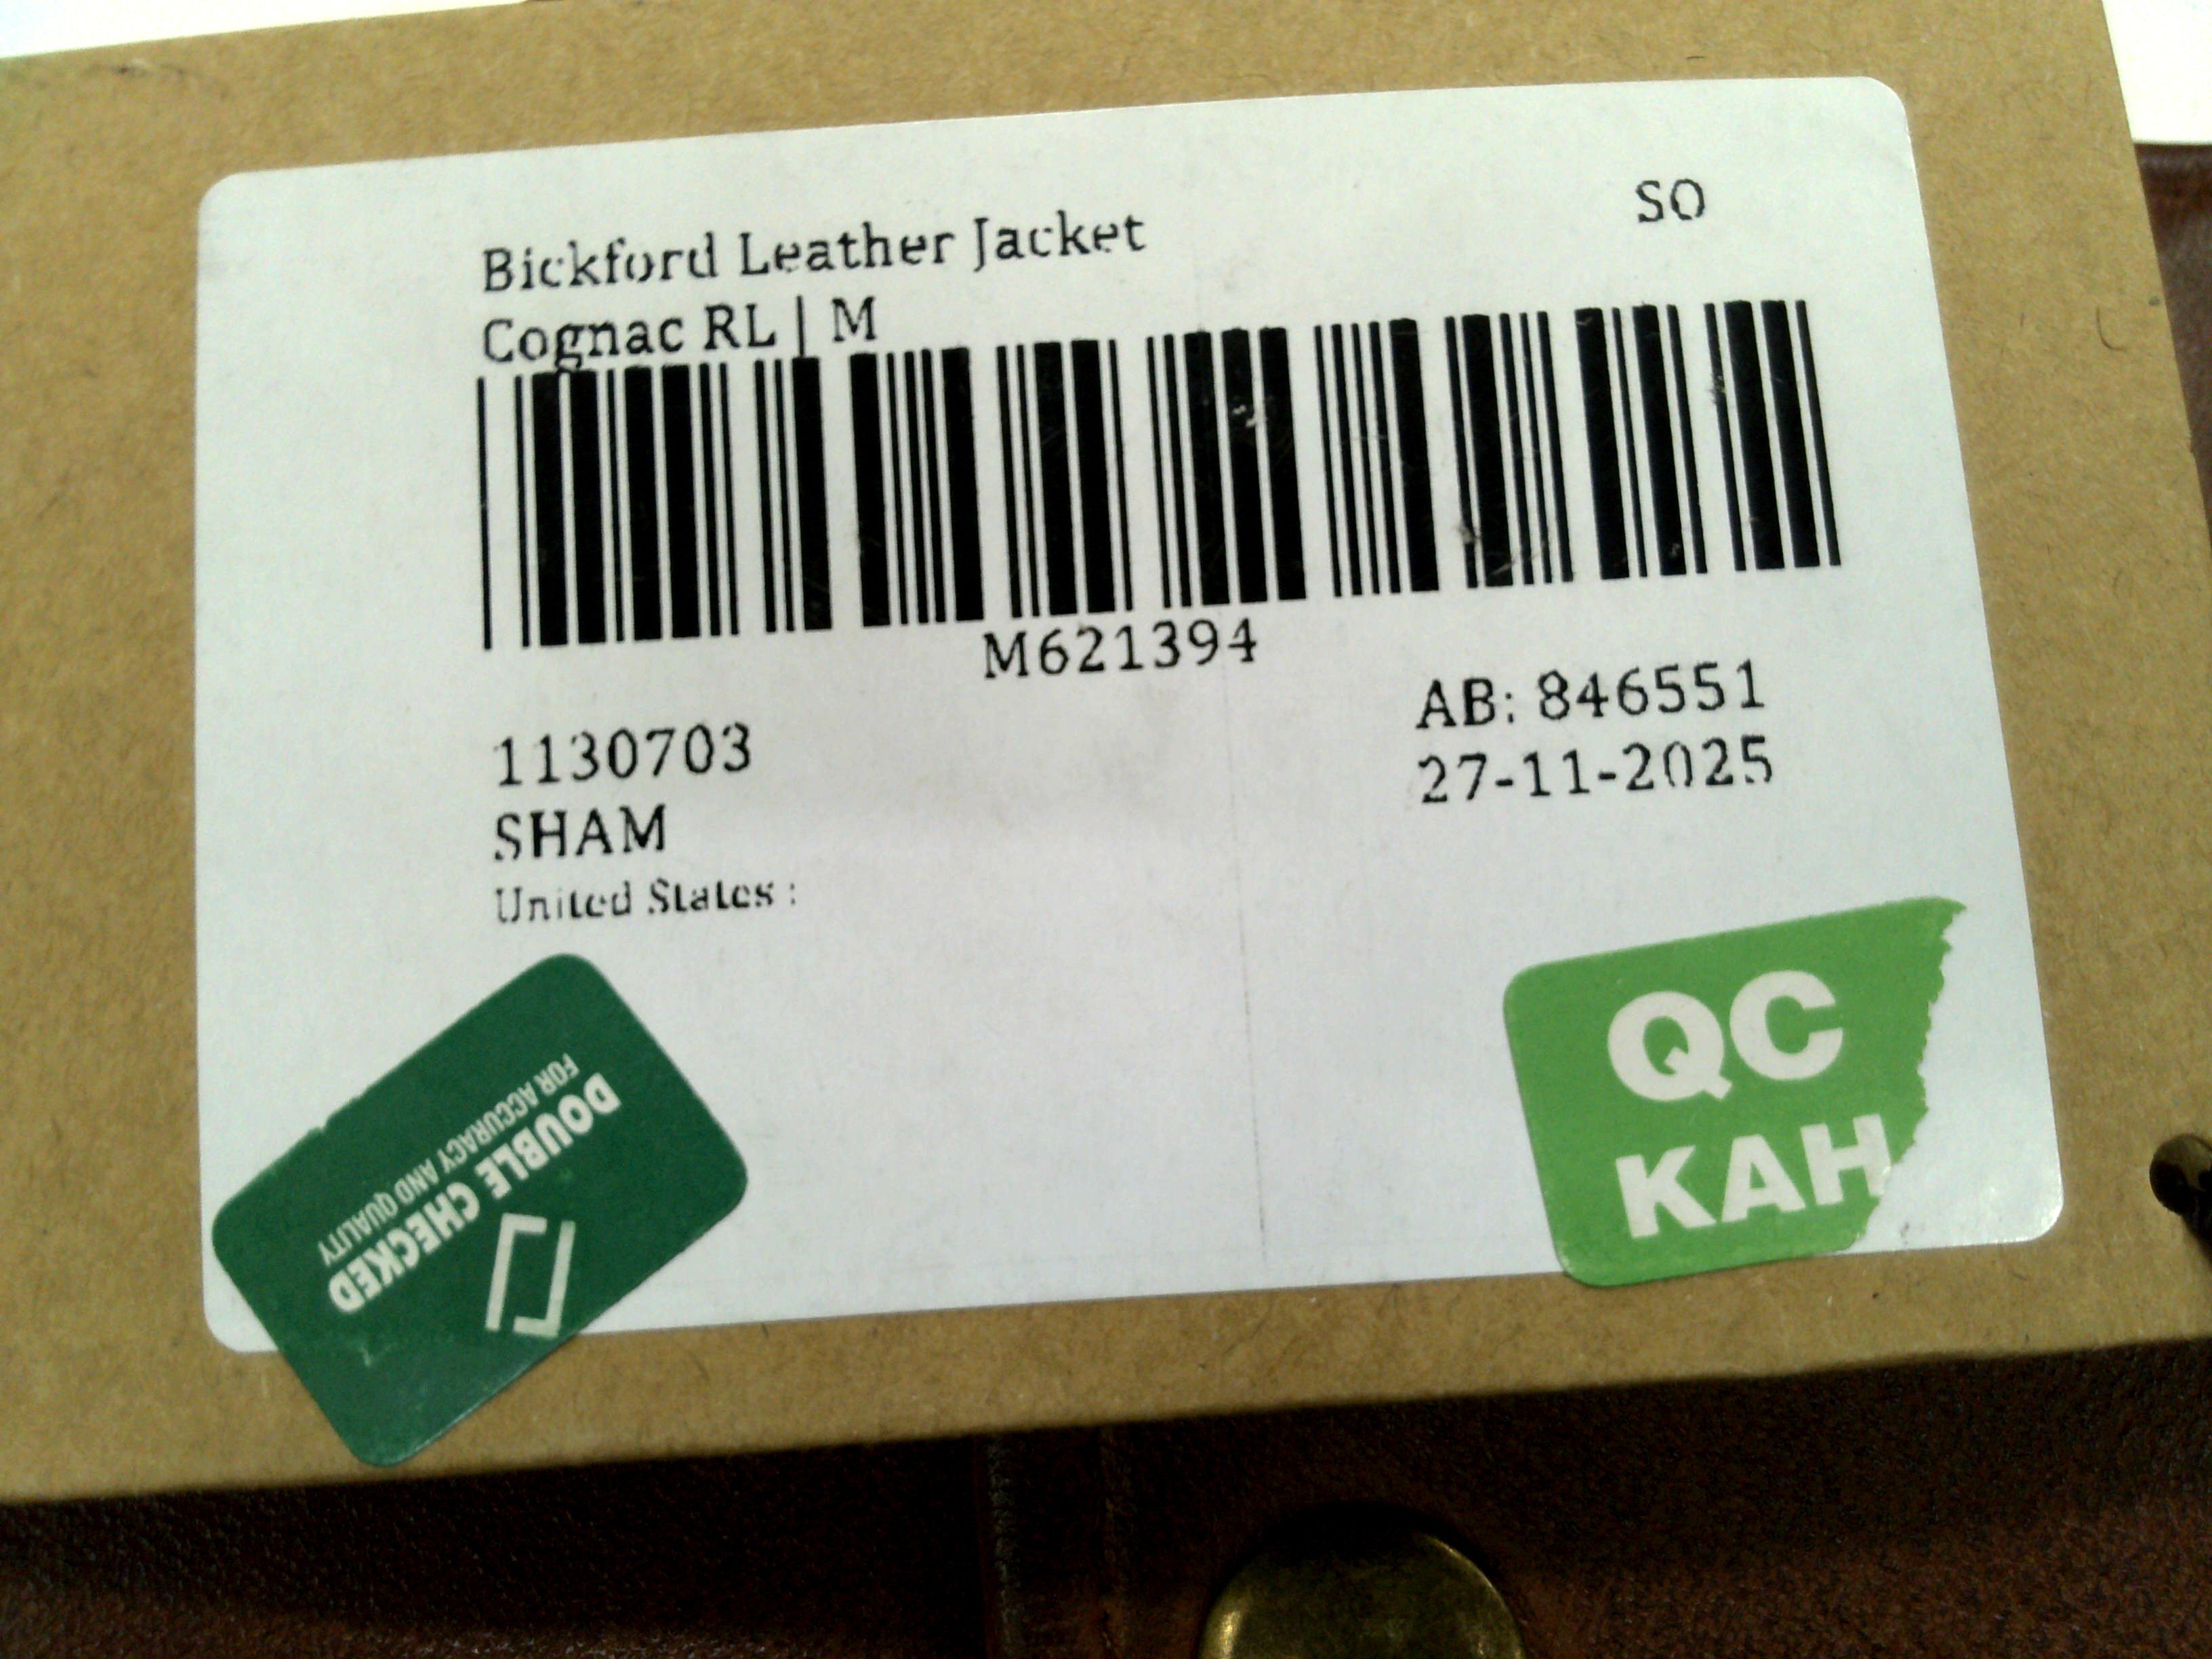 SO
Bickford Leather Jacket
Cognac RL | M
M621394
1130703
AB: 846551
SHAM
27-11-2025
United States :
DOUBLE CHECKED
FOR ACCURACY AND QUALITY
QC
KAH